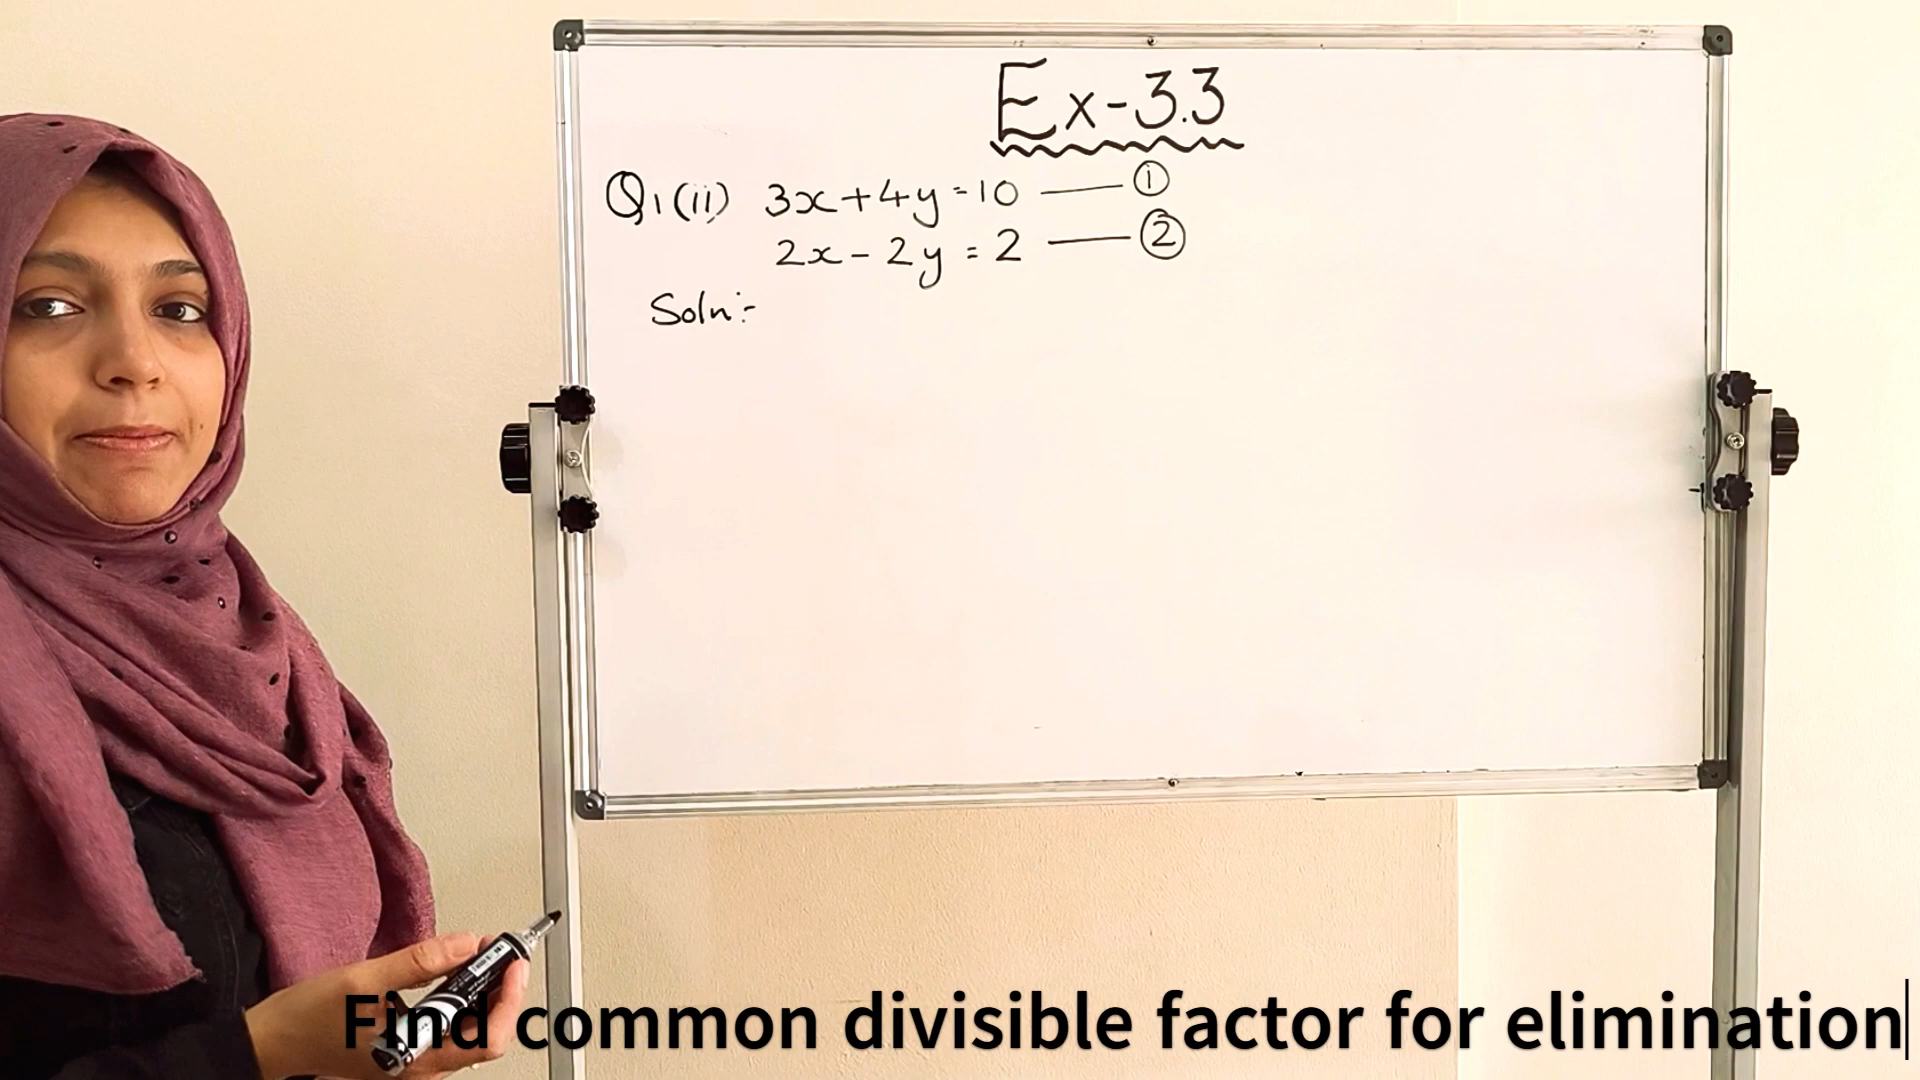 Ex-3.3
Q1(ii) 3x+4y=10 —— ①
2x-2y=2 —— ②
Soln:-
Find common divisible factor for elimination